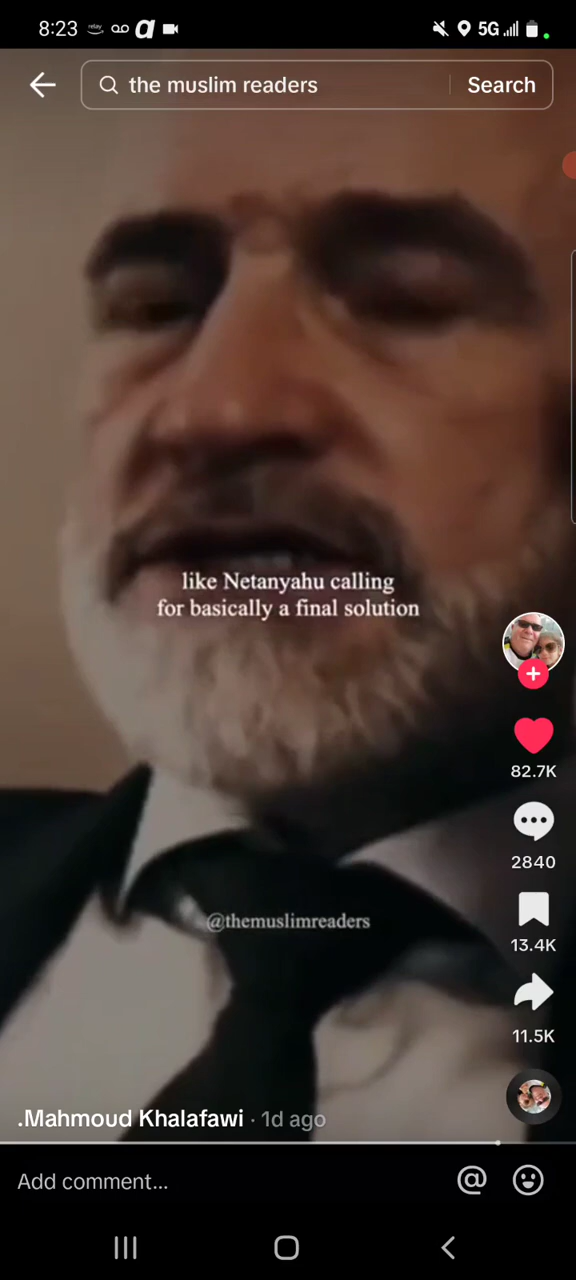 8:23 relay a 5G
the muslim readers Search
like Netanyahu calling
for basically a final solution
82.7K
2840
@themuslimreaders
13.4K
11.5K
.Mahmoud Khalafawi · 1d ago
Add comment... @